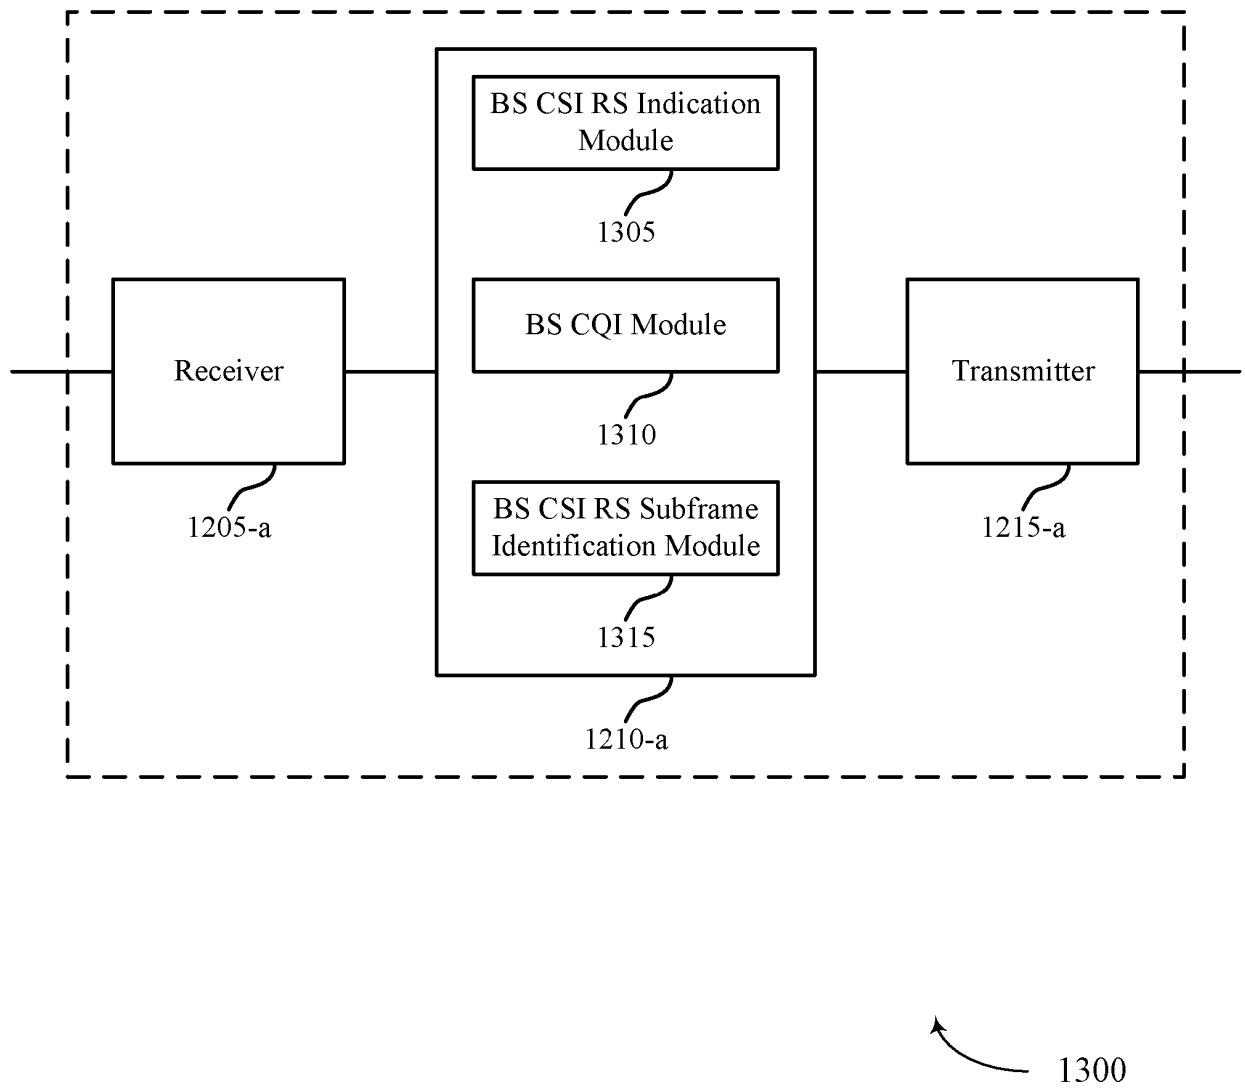 BS CSI RS Indication
Module
1305
Receiver
1205-a
BS CQI Module
1310
Transmitter
1215-a
BS CSI RS Subframe
Identification Module
1315
1210-a
1300